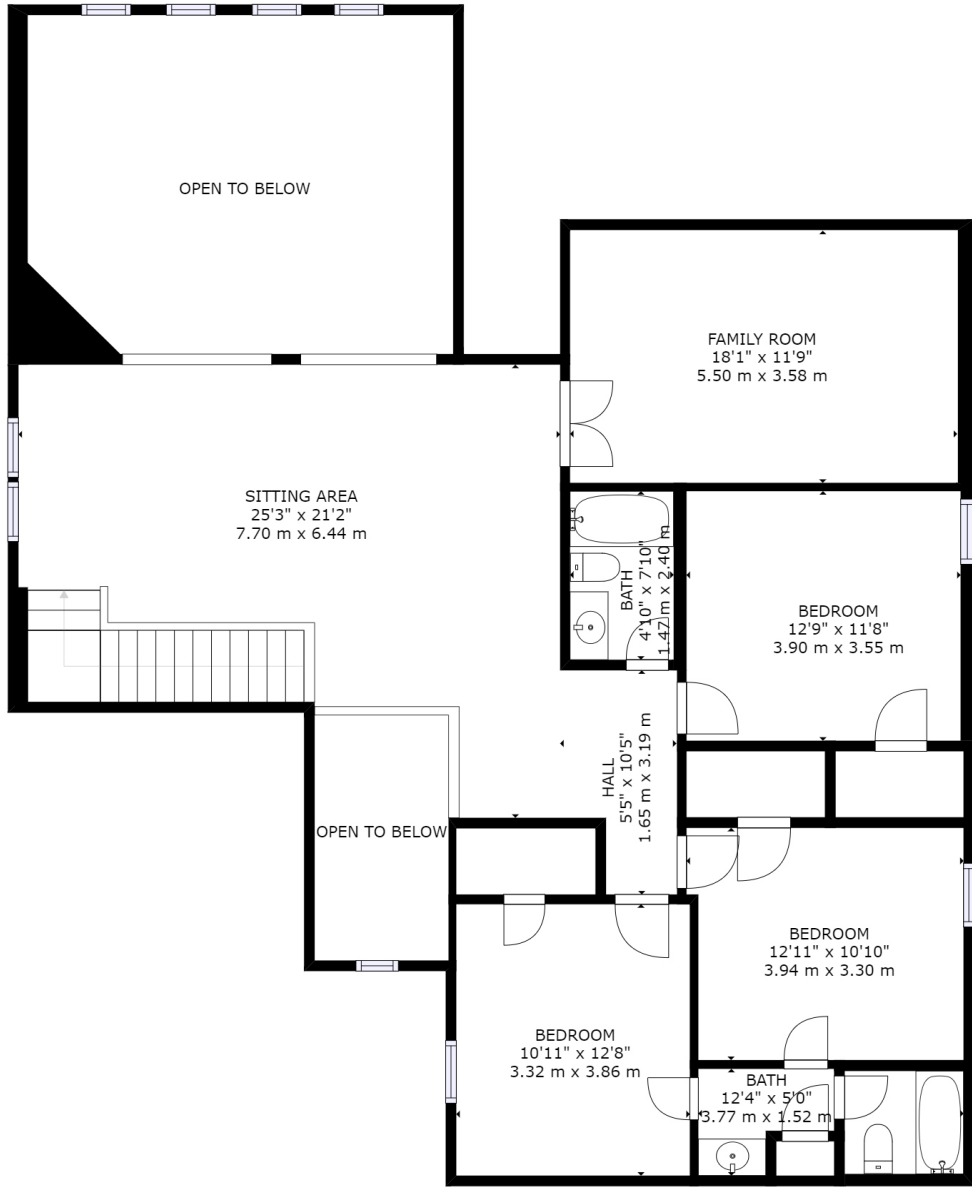 OPEN TO BELOW
FAMILY ROOM
18'1" x 11'9"
5.50 m x 3.58 m
SITTING AREA
25'3" x 21'2"
7.70 m x 6.44 m
BATH
4'10" x 7'10"
1.47 m x 2.40 m
BEDROOM
12'9" x 11'8"
3.90 m x 3.55 m
HALL
5'5" x 10'5"
1.65 m x 3.19 m
OPEN TO BELOW
BEDROOM
12'11" x 10'10"
3.94 m x 3.30 m
BEDROOM
10'11" x 12'8"
3.32 m x 3.86 m
BATH
12'4" x 5'0"
3.77 m x 1.52 m